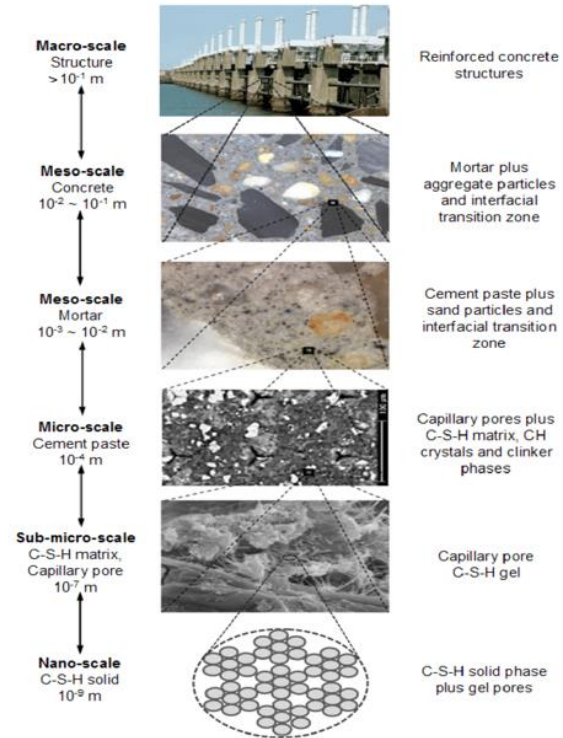 Macro-scale
Structure
> 10⁻¹ m
Reinforced concrete
structures
Meso-scale
Concrete
10⁻² ~ 10⁻¹ m
Mortar plus
aggregate particles
and interfacial
transition zone
Meso-scale
Mortar
10⁻³ ~ 10⁻² m
Cement paste plus
sand particles and
interfacial transition
zone
Micro-scale
Cement paste
10⁻⁴ m
100 μm
Capillary pores plus
C-S-H matrix, CH
crystals and clinker
phases
Sub-micro-scale
C-S-H matrix,
Capillary pore
10⁻⁷ m
Capillary pore
C-S-H gel
Nano-scale
C-S-H solid
10⁻⁹ m
C-S-H solid phase
plus gel pores